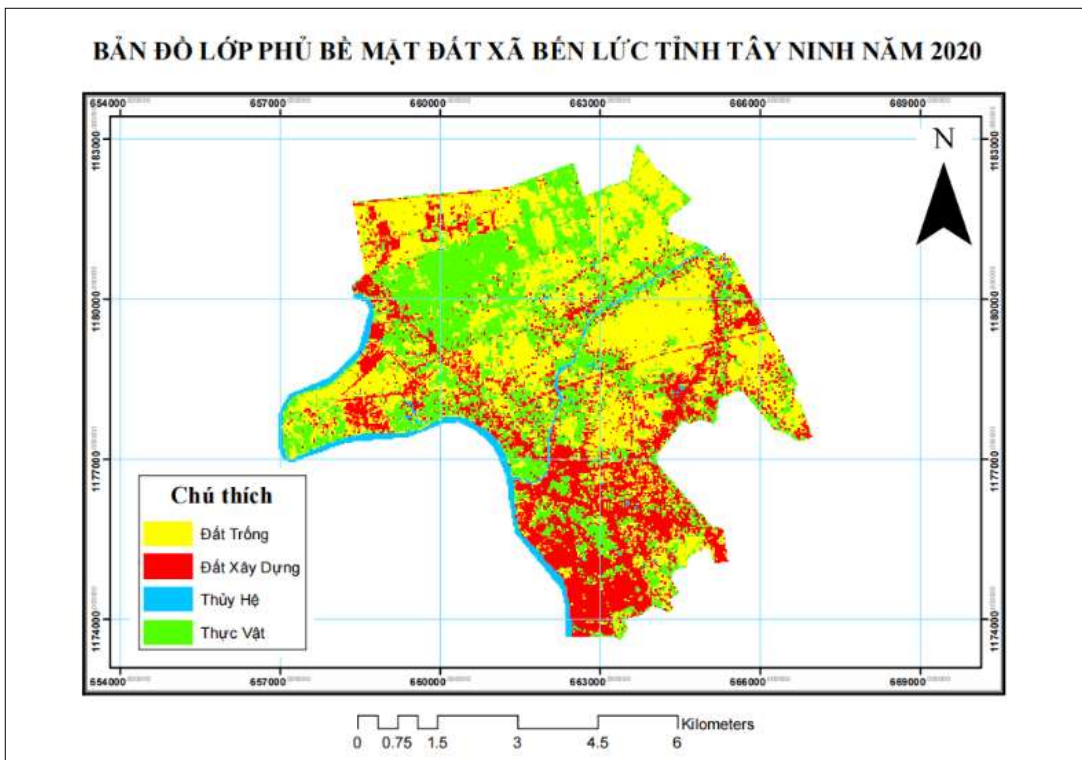 BẢN ĐỒ LỚP PHỦ BỀ MẶT ĐẤT XÃ BẾN LỨC TỈNH TÂY NINH NĂM 2020
654000 657000 660000 663000 666000 669000
N
1183000 1183000
1180000 1180000
1177000 1177000
1174000 1174000
Chú thích
Đất Trống
Đất Xây Dựng
Thủy Hệ
Thực Vật
654000 657000 660000 663000 666000 669000
Kilometers
0 0.75 1.5 3 4.5 6